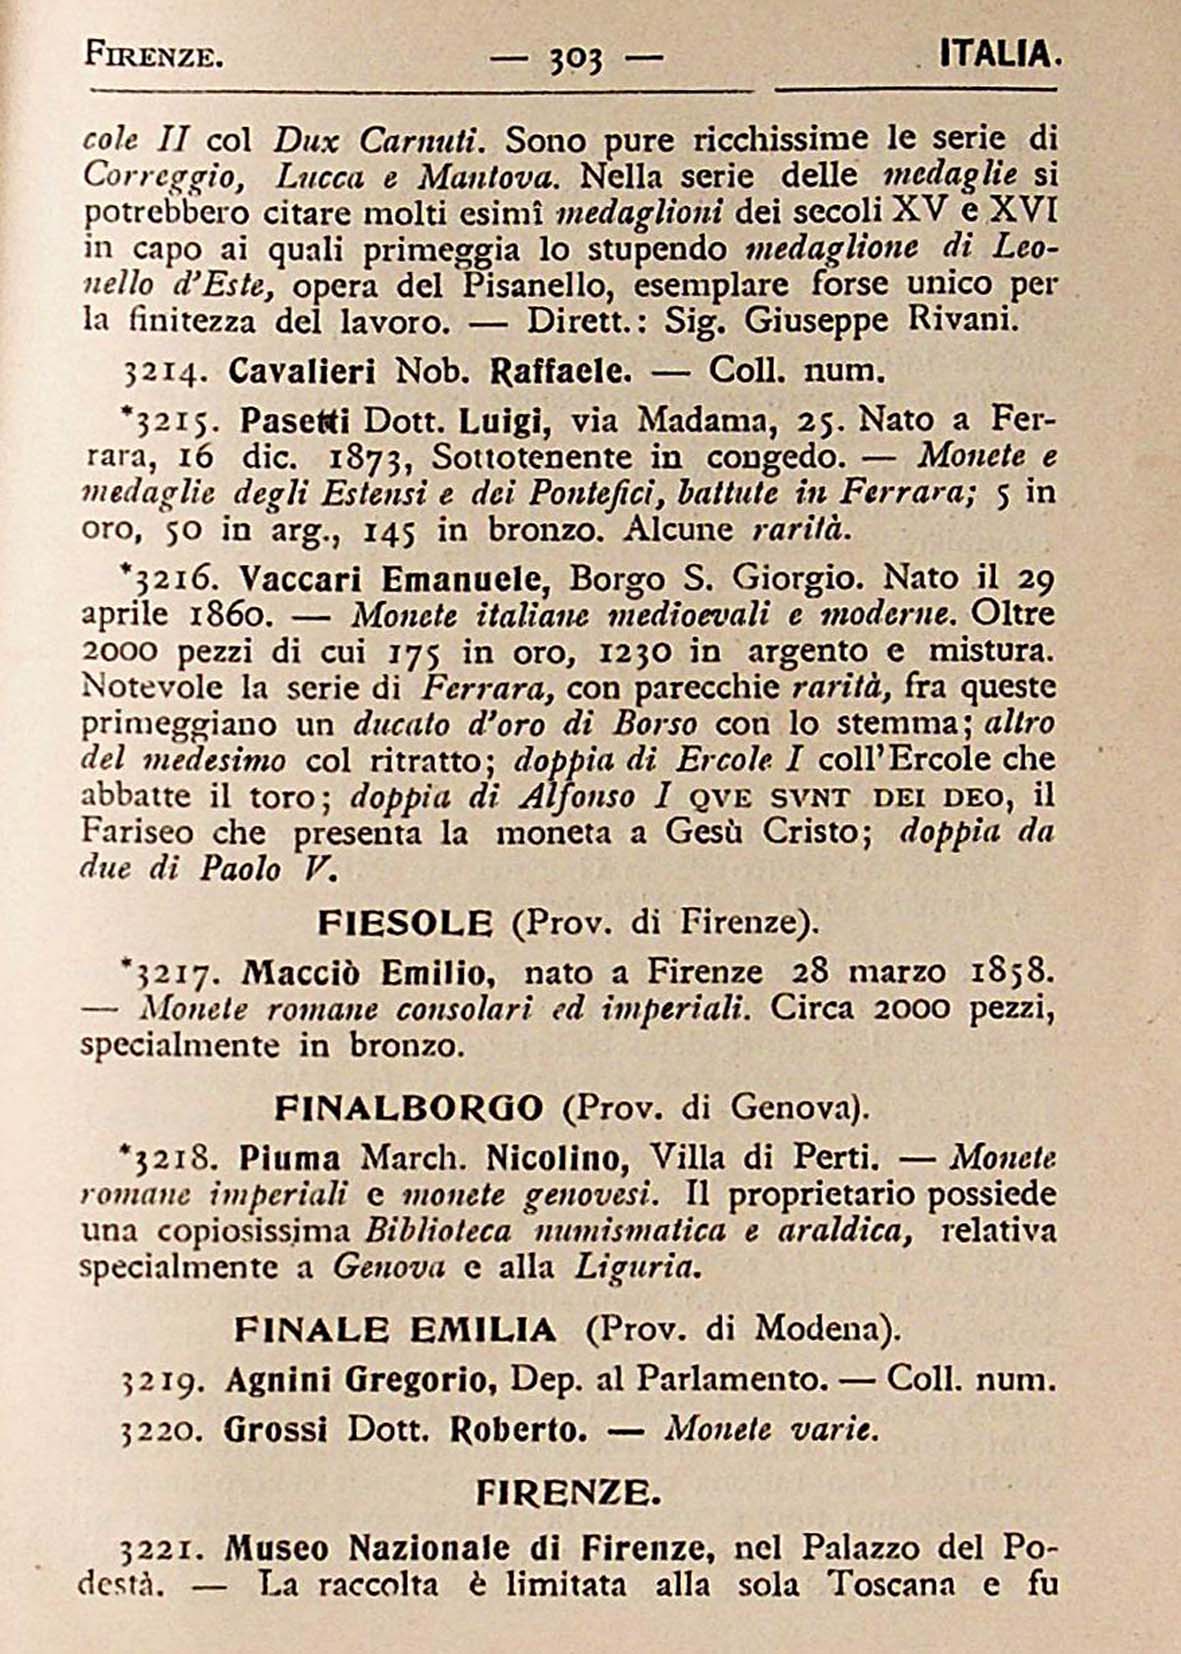 FIRENZE. — 303 — ITALIA.
cole II col Dux Carnuti. Sono pure ricchissime le serie di
Correggio, Lucca e Mantova. Nella serie delle medaglie si
potrebbero citare molti esimî medaglioni dei secoli XV e XVI
in capo ai quali primeggia lo stupendo medaglione di Leo-
nello d'Este, opera del Pisanello, esemplare forse unico per
la finitezza del lavoro. — Dirett.: Sig. Giuseppe Rivani.
3214. Cavalieri Nob. Raffaele. — Coll. num.
*3215. Pasetti Dott. Luigi, via Madama, 25. Nato a Fer-
rara, 16 dic. 1873, Sottotenente in congedo. — Monete e
medaglie degli Estensi e dei Pontefici, battute in Ferrara; 5 in
oro, 50 in arg., 145 in bronzo. Alcune rarità.
*3216. Vaccari Emanuele, Borgo S. Giorgio. Nato il 29
aprile 1860. — Monete italiane medioevali e moderne. Oltre
2000 pezzi di cui 175 in oro, 1230 in argento e mistura.
Notevole la serie di Ferrara, con parecchie rarità, fra queste
primeggiano un ducato d'oro di Borso con lo stemma; altro
del medesimo col ritratto; doppia di Ercole I coll'Ercole che
abbatte il toro; doppia di Alfonso I QVE SVNT DEI DEO, il
Fariseo che presenta la moneta a Gesù Cristo; doppia da
due di Paolo V.
FIESOLE (Prov. di Firenze).
*3217. Macciò Emilio, nato a Firenze 28 marzo 1858.
— Monete romane consolari ed imperiali. Circa 2000 pezzi,
specialmente in bronzo.
FINALBORGO (Prov. di Genova).
*3218. Piuma March. Nicolino, Villa di Perti. — Monete
romane imperiali e monete genovesi. Il proprietario possiede
una copiosissima Biblioteca numismatica e araldica, relativa
specialmente a Genova e alla Liguria.
FINALE EMILIA (Prov. di Modena).
3219. Agnini Gregorio, Dep. al Parlamento. — Coll. num.
3220. Grossi Dott. Roberto. — Monete varie.
FIRENZE.
3221. Museo Nazionale di Firenze, nel Palazzo del Po-
destà. — La raccolta è limitata alla sola Toscana e fu